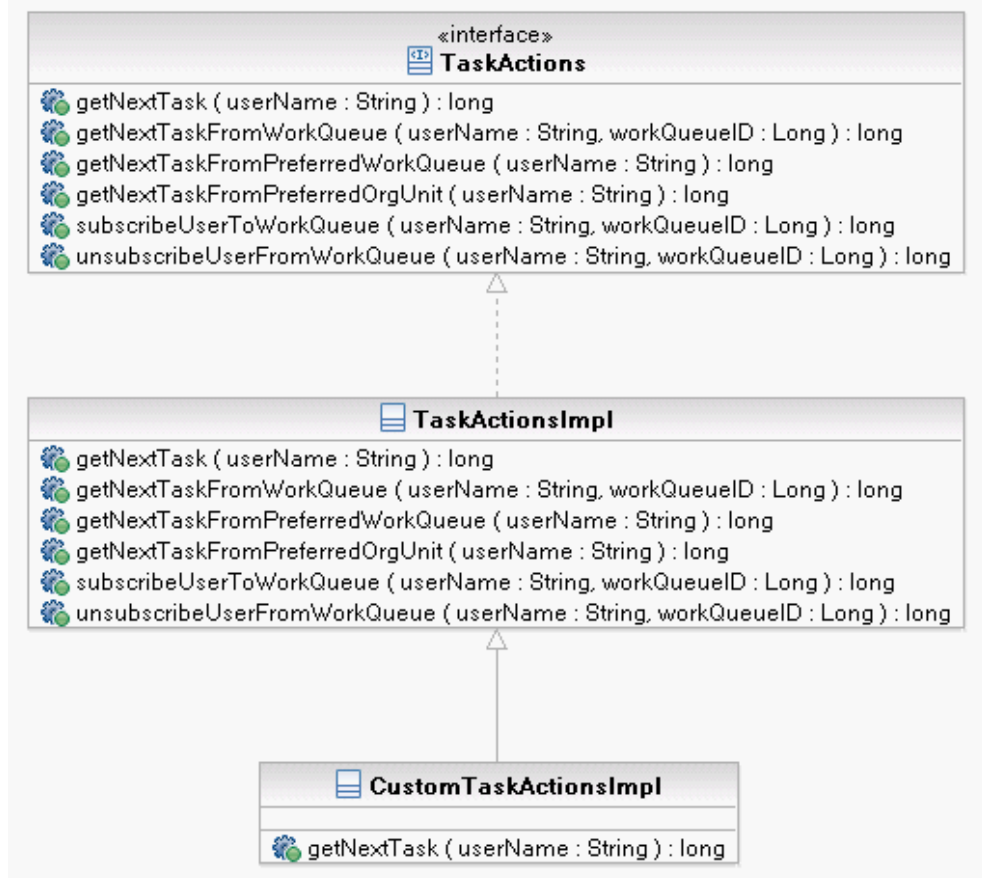 «interface»
TaskActions
getNextTask ( userName : String ) : long
getNextTaskFromWorkQueue ( userName : String, workQueueID : Long ) : long
getNextTaskFromPreferredWorkQueue ( userName : String ) : long
getNextTaskFromPreferredOrgUnit ( userName : String ) : long
subscribeUserToWorkQueue ( userName : String, workQueueID : Long ) : long
unsubscribeUserFromWorkQueue ( userName : String, workQueueID : Long ) : long
TaskActionsImpl
getNextTask ( userName : String ) : long
getNextTaskFromWorkQueue ( userName : String, workQueueID : Long ) : long
getNextTaskFromPreferredWorkQueue ( userName : String ) : long
getNextTaskFromPreferredOrgUnit ( userName : String ) : long
subscribeUserToWorkQueue ( userName : String, workQueueID : Long ) : long
unsubscribeUserFromWorkQueue ( userName : String, workQueueID : Long ) : long
CustomTaskActionsImpl
getNextTask ( userName : String ) : long